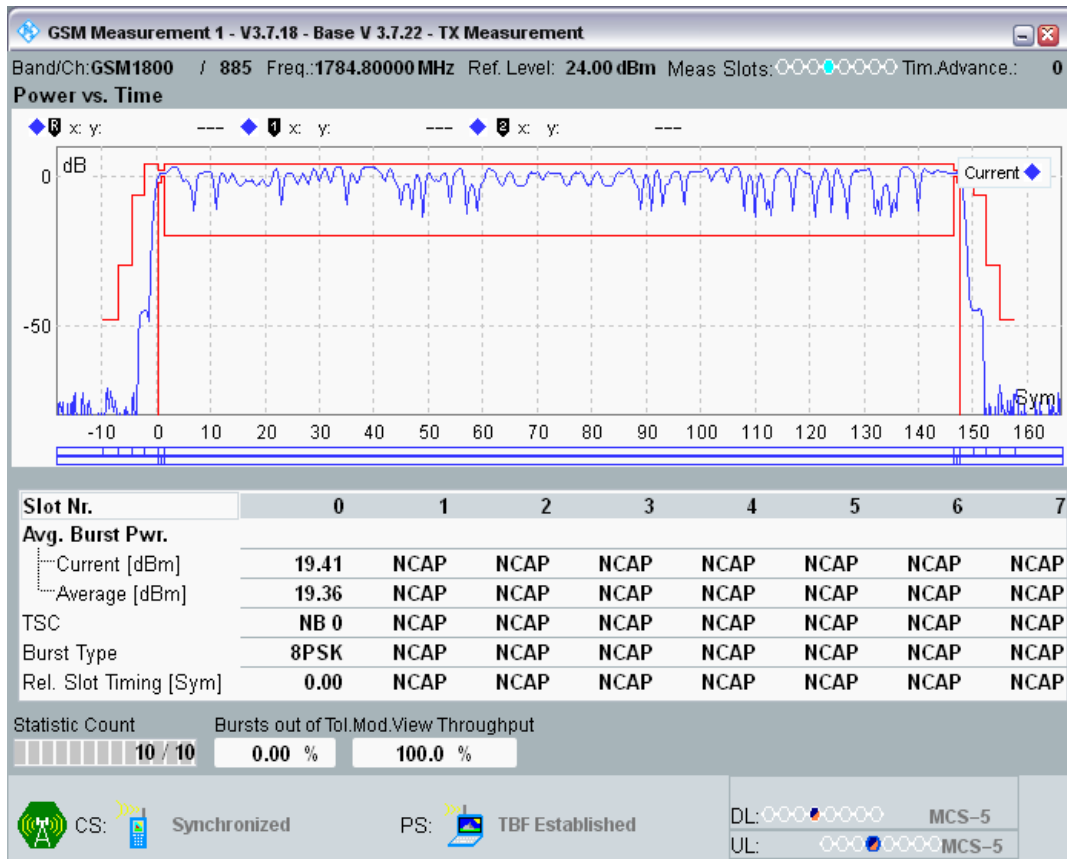 GSM Measurement 1 - V3.7.18 - Base V 3.7.22 - TX Measurement
Band/Ch:GSM1800 / 885 Freq.:1784.80000 MHz Ref. Level: 24.00 dBm Meas Slots: Tim.Advance.: 0
Power vs. Time
R x: y: --- 1 x: y: --- 2 x: y: ---
dB
Current
0
-50
Sym
-10 0 10 20 30 40 50 60 70 80 90 100 110 120 130 140 150 160
Slot Nr. 0 1 2 3 4 5 6 7
Avg. Burst Pwr.
Current [dBm] 19.41 NCAP NCAP NCAP NCAP NCAP NCAP NCAP
Average [dBm] 19.36 NCAP NCAP NCAP NCAP NCAP NCAP NCAP
TSC NB 0 NCAP NCAP NCAP NCAP NCAP NCAP NCAP
Burst Type 8PSK NCAP NCAP NCAP NCAP NCAP NCAP NCAP
Rel. Slot Timing [Sym] 0.00 NCAP NCAP NCAP NCAP NCAP NCAP NCAP
Statistic Count Bursts out of Tol.Mod.View Throughput
10 / 10 0.00 % 100.0 %
CS: Synchronized PS: TBF Established
DL: MCS-5
UL: MCS-5